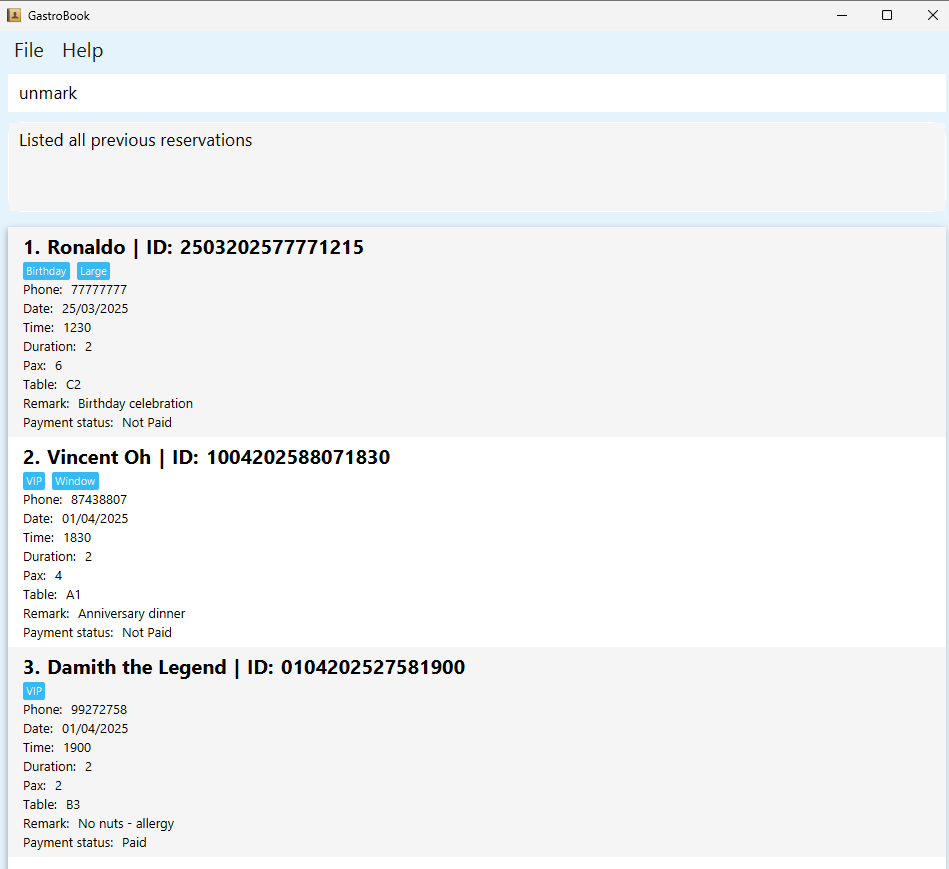 GastroBook
File Help
unmark
Listed all previous reservations
1. Ronaldo | ID: 2503202577771215
Birthday Large
Phone: 77777777
Date: 25/03/2025
Time: 1230
Duration: 2
Pax: 6
Table: C2
Remark: Birthday celebration
Payment status: Not Paid
2. Vincent Oh | ID: 1004202588071830
VIP Window
Phone: 87438807
Date: 01/04/2025
Time: 1830
Duration: 2
Pax: 4
Table: A1
Remark: Anniversary dinner
Payment status: Not Paid
3. Damith the Legend | ID: 0104202527581900
VIP
Phone: 99272758
Date: 01/04/2025
Time: 1900
Duration: 2
Pax: 2
Table: B3
Remark: No nuts - allergy
Payment status: Paid